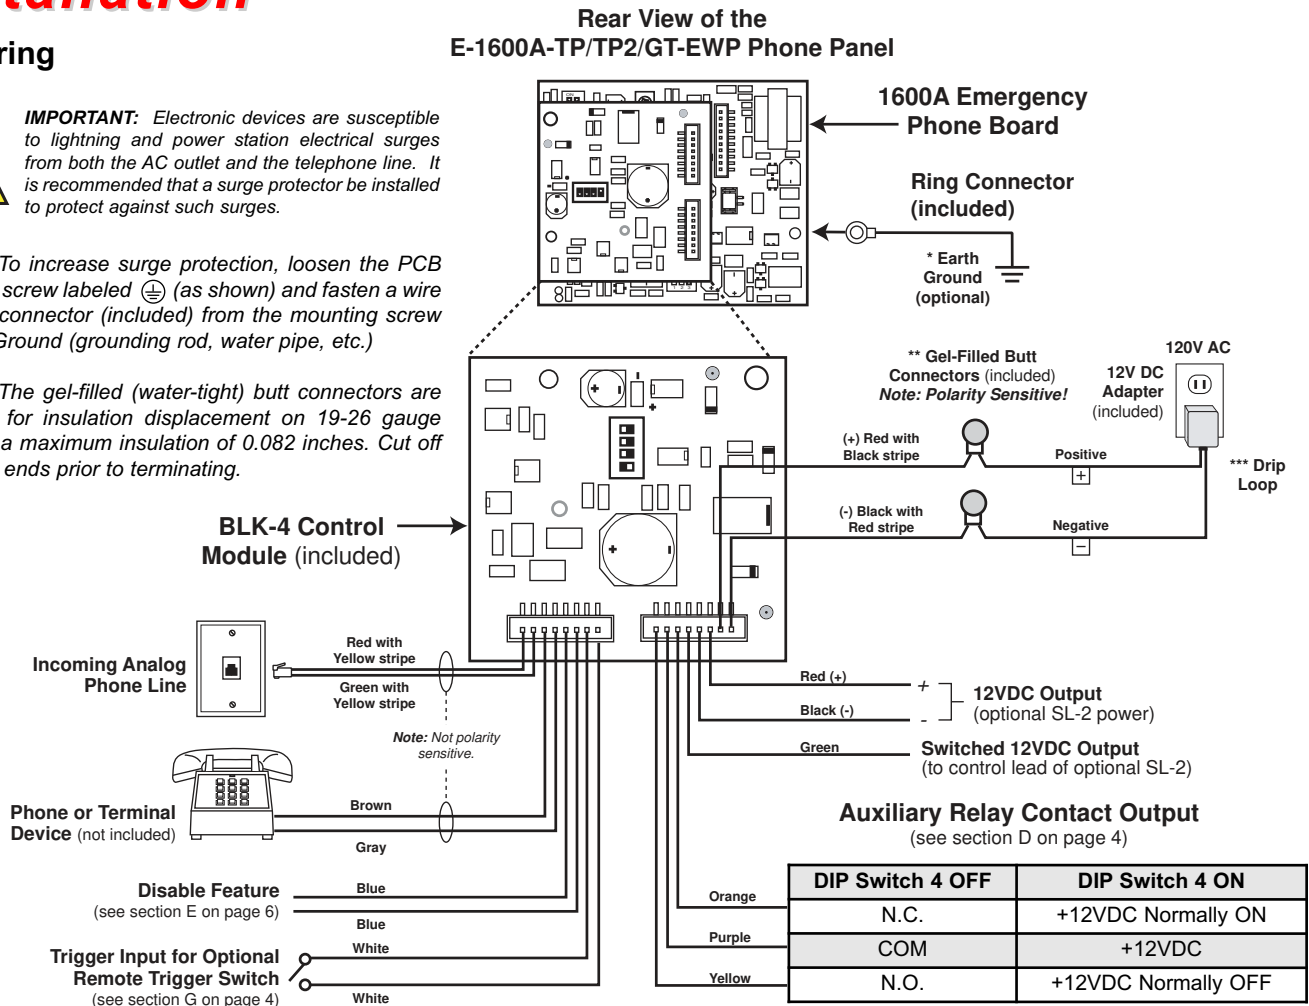 Rear View of the
E-1600A-TP/TP2/GT-EWP Phone Panel
ring
IMPORTANT: Electronic devices are susceptible
to lightning and power station electrical surges
from both the AC outlet and the telephone line. It
is recommended that a surge protector be installed
to protect against such surges.
To increase surge protection, loosen the PCB
screw labeled (as shown) and fasten a wire
connector (included) from the mounting screw
Ground (grounding rod, water pipe, etc.)
The gel-filled (water-tight) butt connectors are
for insulation displacement on 19-26 gauge
a maximum insulation of 0.082 inches. Cut off
ends prior to terminating.
1600A Emergency
Phone Board
Ring Connector
(included)
* Earth
Ground
(optional)
** Gel-Filled Butt
Connectors (included)
Note: Polarity Sensitive!
120V AC
12V DC
Adapter
(included)
(+) Red with
Black stripe
Positive
+
*** Drip
Loop
(-) Black with
Red stripe
Negative
−
BLK-4 Control
Module (included)
Incoming Analog
Phone Line
Red with
Yellow stripe
Green with
Yellow stripe
Note: Not polarity
sensitive.
Phone or Terminal
Device (not included)
Brown
Gray
Disable Feature
(see section E on page 6)
Blue
Blue
Trigger Input for Optional
Remote Trigger Switch
(see section G on page 4)
White
White
Red (+)
+
Black (-)
-
12VDC Output
(optional SL-2 power)
Green
Switched 12VDC Output
(to control lead of optional SL-2)
Auxiliary Relay Contact Output
(see section D on page 4)
DIP Switch 4 OFF DIP Switch 4 ON
Orange N.C. +12VDC Normally ON
Purple COM +12VDC
Yellow N.O. +12VDC Normally OFF